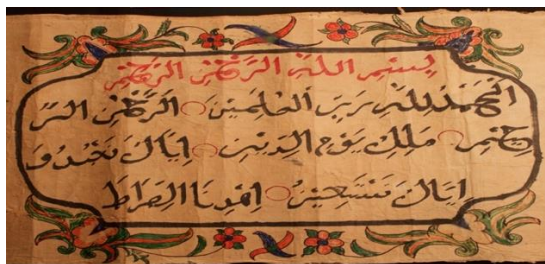 بسم الله الرحمن الرحيم
الحمد لله رب العلمين الرحمن الر
حيم ملك يوم الدين اياك نعبد و
اياك نستعين اهدنا الصراط